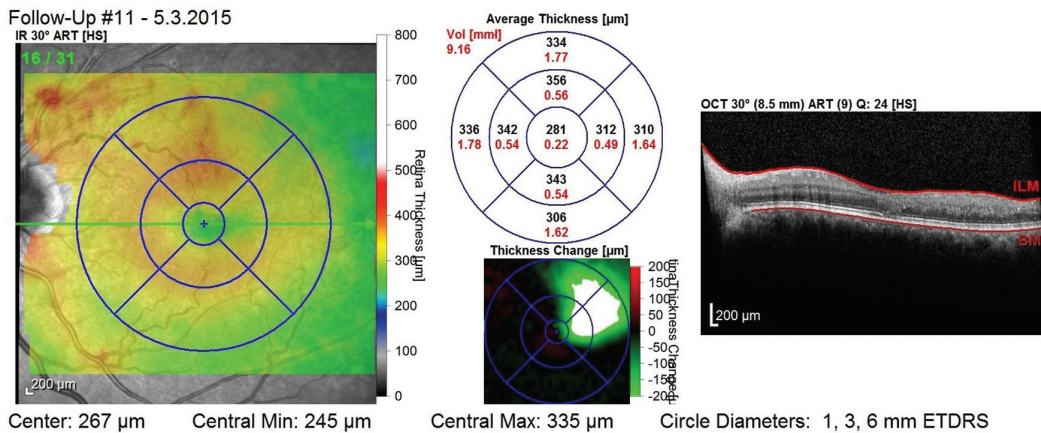 Follow-Up #11 - 5.3.2015
IR 30° ART [HS]
16 / 31
800
700
600
500
400
300
200
100
0
Retina Thickness [µm]
200 µm
Average Thickness [µm]
Vol [mml]
9.16
334
1.77
356
0.56
336
1.78
342
0.54
281
0.22
312
0.49
310
1.64
343
0.54
306
1.62
Thickness Change [µm]
200
150
100
50
0
-50
-100
-150
-200
OCT 30° (8.5 mm) ART (9) Q: 24 [HS]
ILM
BM
200 µm
Center: 267 µm
Central Min: 245 µm
Central Max: 335 µm
Circle Diameters: 1, 3, 6 mm ETDRS